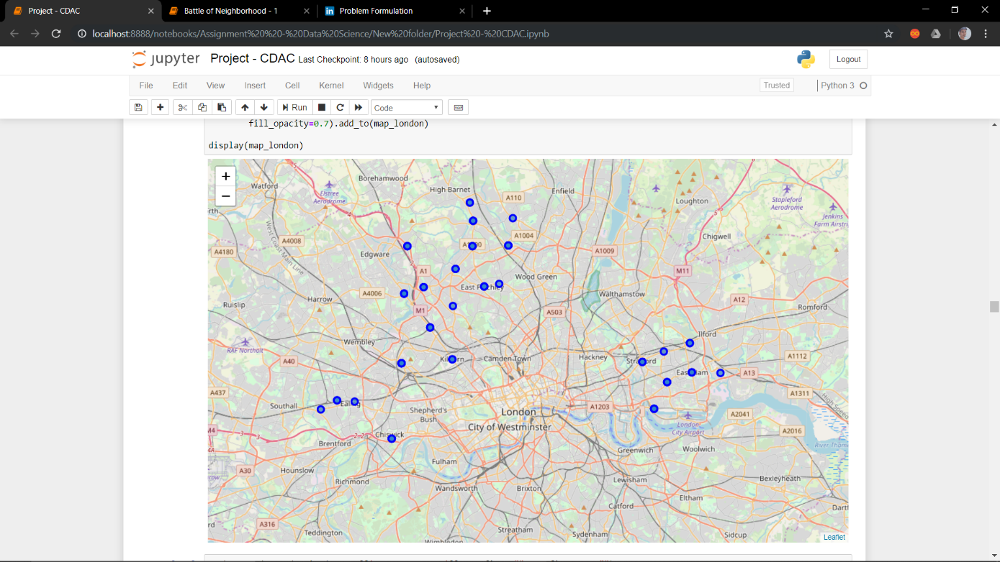 Project - CDAC
Battle of Neighborhood - 1
Problem Formulation
localhost:8888/notebooks/Assignment%20%20-%20Data%20Science/New%20folder/Project%20-%20CDAC.ipynb
jupyter Project - CDAC Last Checkpoint: 8 hours ago (autosaved)
Logout
File Edit View Insert Cell Kernel Widgets Help
Trusted Python 3
Run Code
fill_opacity=0.7).add_to(map_london)
display(map_london)
+
−
Watford
Borehamwood
High Barnet
Enfield
Elstree
Aerodrome
A110
Loughton
Stapleford
Aerodrome
Jenkins
Farm Airstr
A1004
Chigwell
A4008
West Coast Main Line
A4180
Edgware
A1009
A1
Wood Green
M11
A4006
Harrow
East Finchley
Walthamstow
A12
Ruislip
M1
A503
Romford
Ilford
Wembley
RAF Northolt
A40
Kilburn
Camden Town
Hackney
Stratford
A1112
East Ham
A13
A437
A1311
Southall
Ealing
Shepherd's
Bush
London
City of Westminster
A1203
London
City Airport
A2041
A2016
M4
Brentford
Chiswick
River Tham
Greenwich
Woolwich
A30
Hounslow
Fulham
Richmond
Wandsworth
Brixton
Lewisham
Bexleyheath
Eltham
Catford
Dart
A316
Teddington
Streatham
Sydenham
Sidcup
Wimbledon
Leaflet